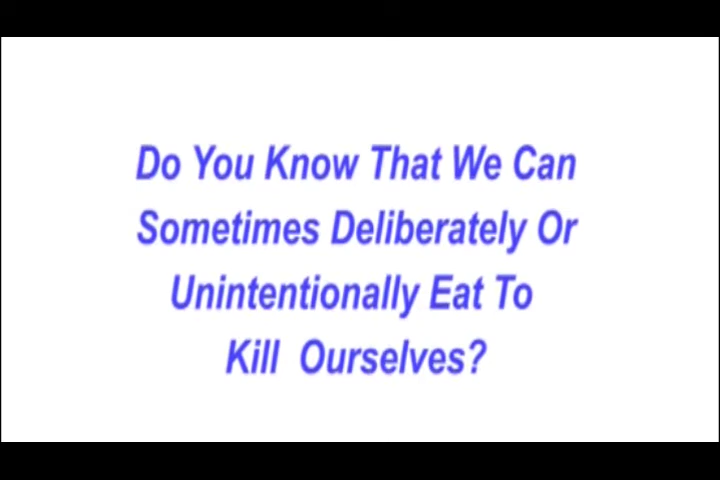 Do You Know That We Can
Sometimes Deliberately Or
Unintentionally Eat To
Kill Ourselves?